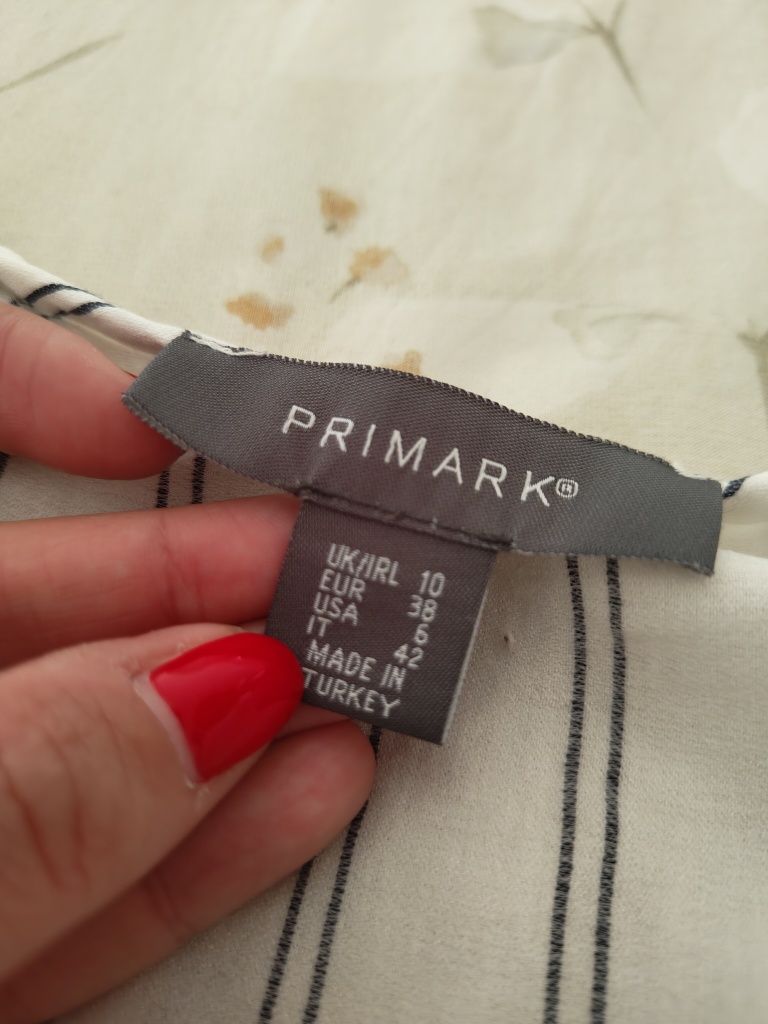 PRIMARK®
UK/IRL 10
EUR 38
USA 6
IT 42
MADE IN
TURKEY